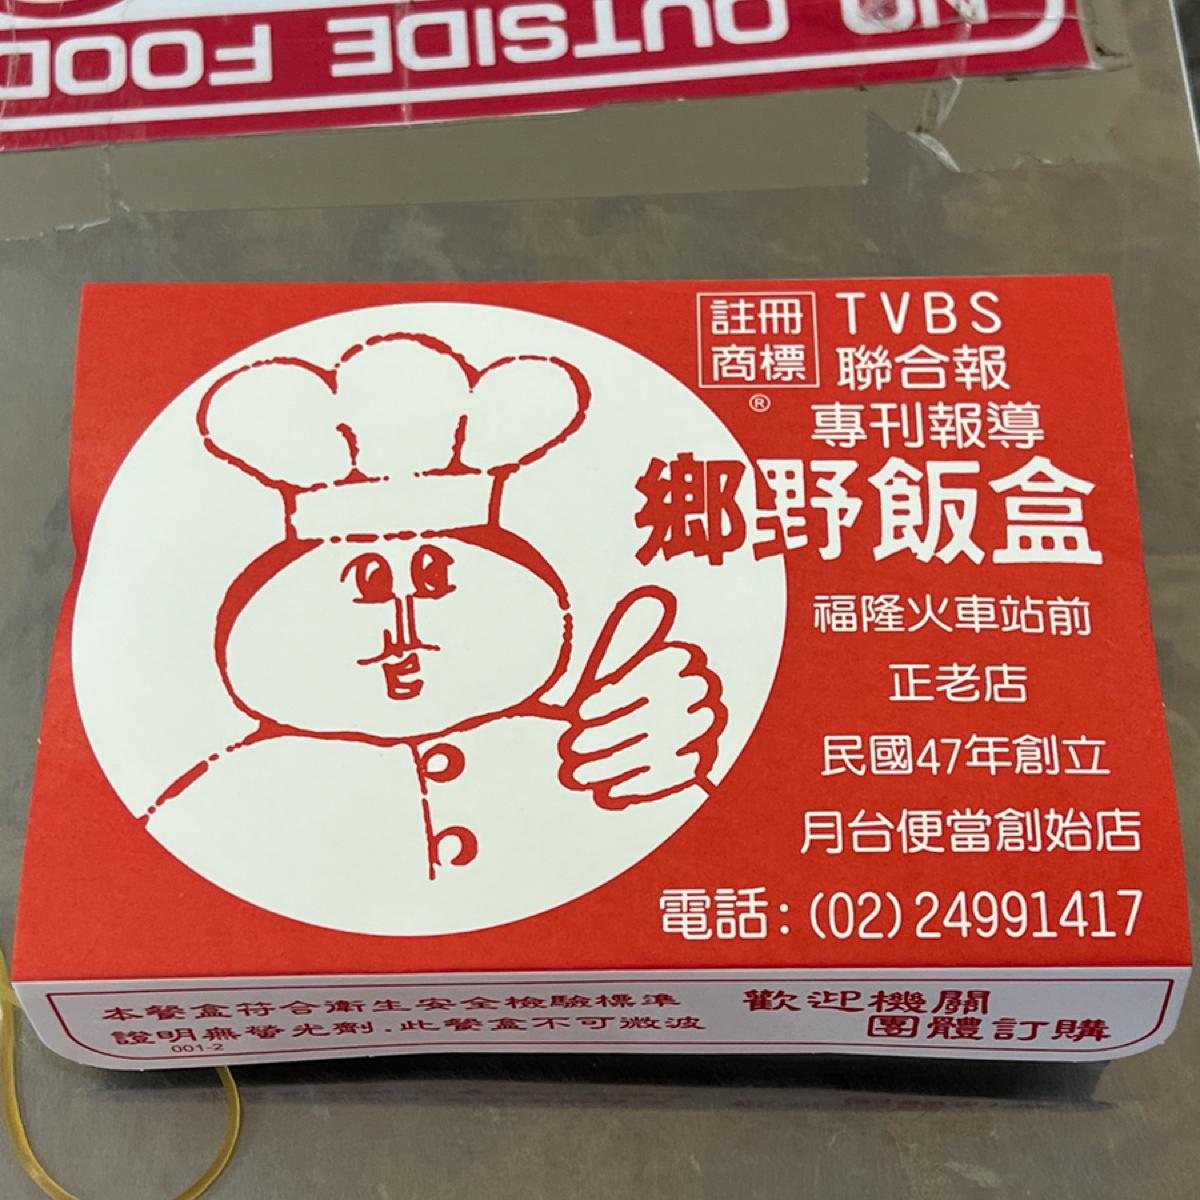 NO OUTSIDE FOOD
註冊
商標
®
TVBS
聯合報
專刊報導
鄉野飯盒
福隆火車站前
正老店
民國47年創立
月台便當創始店
電話:(02)24991417
本餐盒符合衛生安全檢驗標準
證明無螢光劑.此餐盒不可微波
001-2
歡迎機關
團體訂購